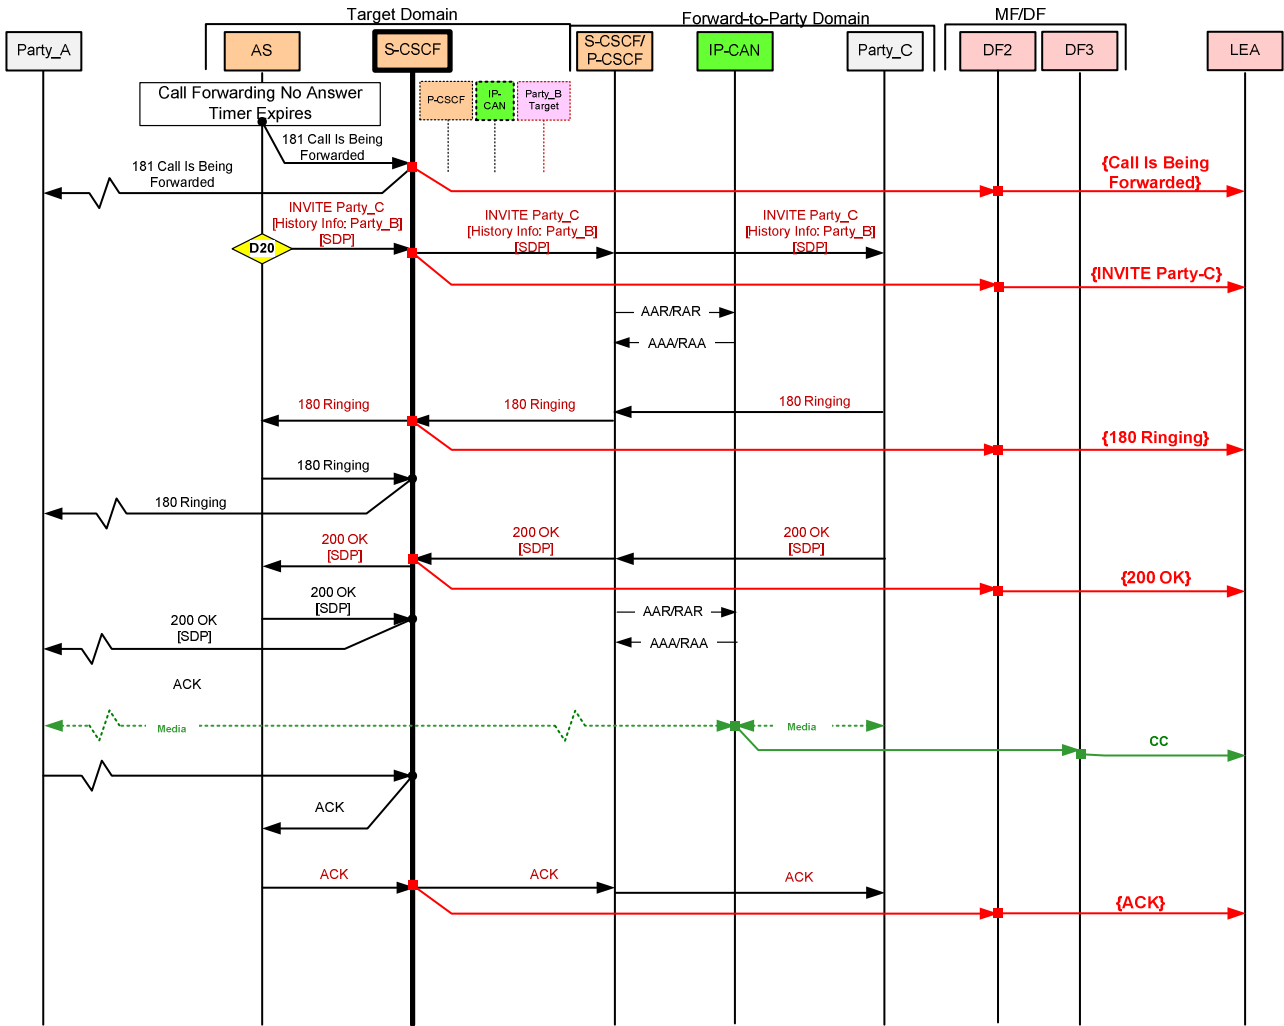 Target Domain
Forward-to-Party Domain
MF/DF
Party_A
AS
S-CSCF
S-CSCF/
P-CSCF
IP-CAN
Party_C
DF2
DF3
LEA
Call Forwarding No Answer
Timer Expires
P-CSCF
IP-
CAN
Party_B
Target
181 Call Is Being
Forwarded
181 Call Is Being
Forwarded
{Call Is Being
Forwarded}
INVITE Party_C
[History Info: Party_B]
[SDP]
INVITE Party_C
[History Info: Party_B]
[SDP]
INVITE Party_C
[History Info: Party_B]
[SDP]
D20
{INVITE Party-C}
AAR/RAR
AAA/RAA
180 Ringing
180 Ringing
180 Ringing
{180 Ringing}
180 Ringing
180 Ringing
200 OK
[SDP]
200 OK
[SDP]
200 OK
[SDP]
{200 OK}
200 OK
[SDP]
AAR/RAR
200 OK
[SDP]
AAA/RAA
ACK
Media
Media
CC
ACK
ACK
ACK
ACK
{ACK}